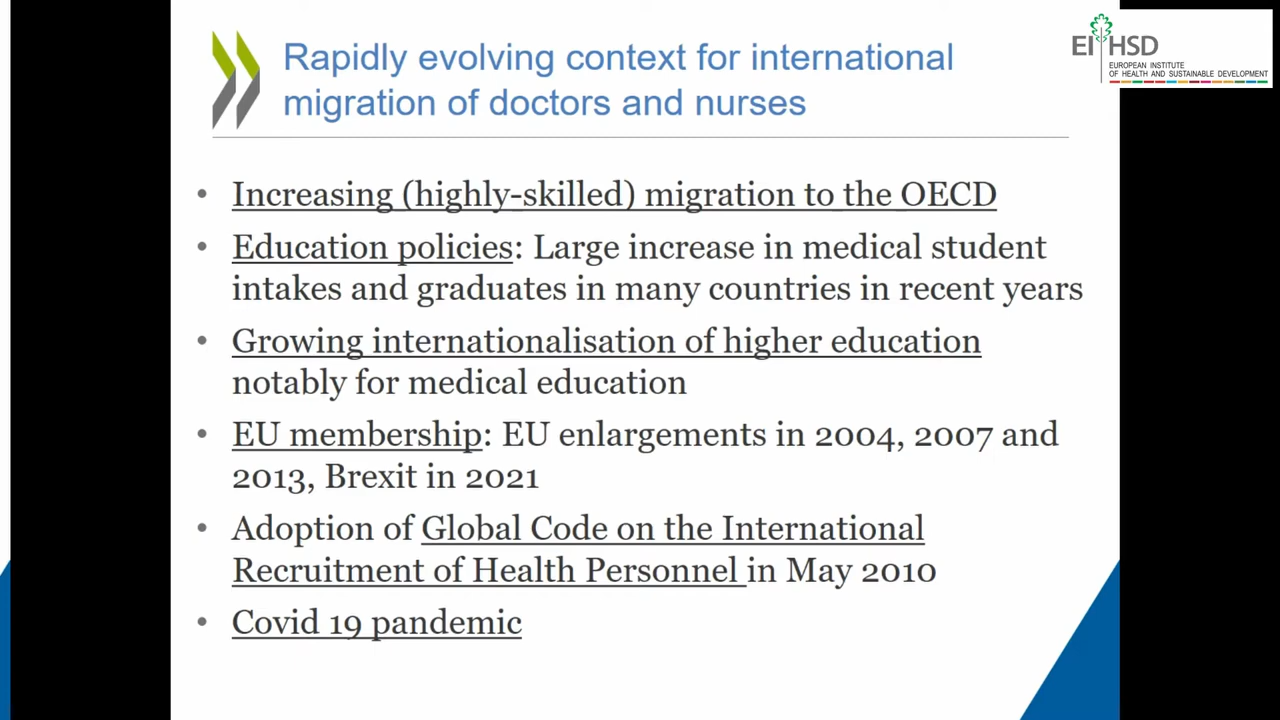 Rapidly evolving context for international
migration of doctors and nurses
EIHSD
EUROPEAN INSTITUTE
OF HEALTH AND SUSTAINABLE DEVELOPMENT
• Increasing (highly-skilled) migration to the OECD
• Education policies: Large increase in medical student
intakes and graduates in many countries in recent years
• Growing internationalisation of higher education
notably for medical education
• EU membership: EU enlargements in 2004, 2007 and
2013, Brexit in 2021
• Adoption of Global Code on the International
Recruitment of Health Personnel in May 2010
• Covid 19 pandemic